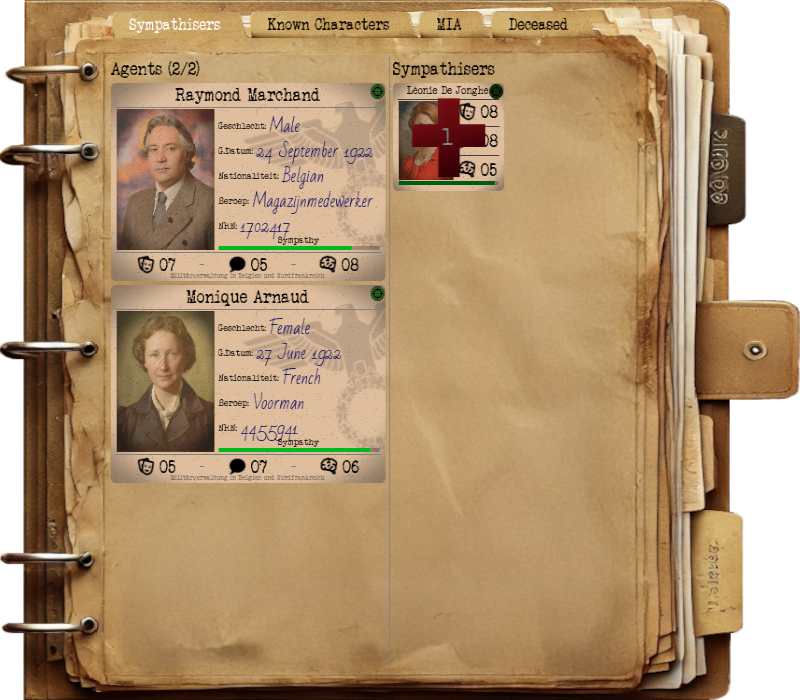 Sympathisers Known Characters MIA Deceased
Agents (2/2)
Raymond Marchand
Geschlecht: Male
G.Datum: 24 September 1922
Nationaliteit: Belgian
Beroep: Magazijnmedewerker
NRN: 1702417
Sympathy
07 - 05 - 08
Militärverwaltung in Belgien und Nordfrankreich
Monique Arnaud
Geschlecht: Female
G.Datum: 27 June 1922
Nationaliteit: French
Beroep: Voorman
NRN: 4455941
Sympathy
05 - 07 - 06
Militärverwaltung in Belgien und Nordfrankreich
Sympathisers
Léonie De Jonghe
08
1
08
05